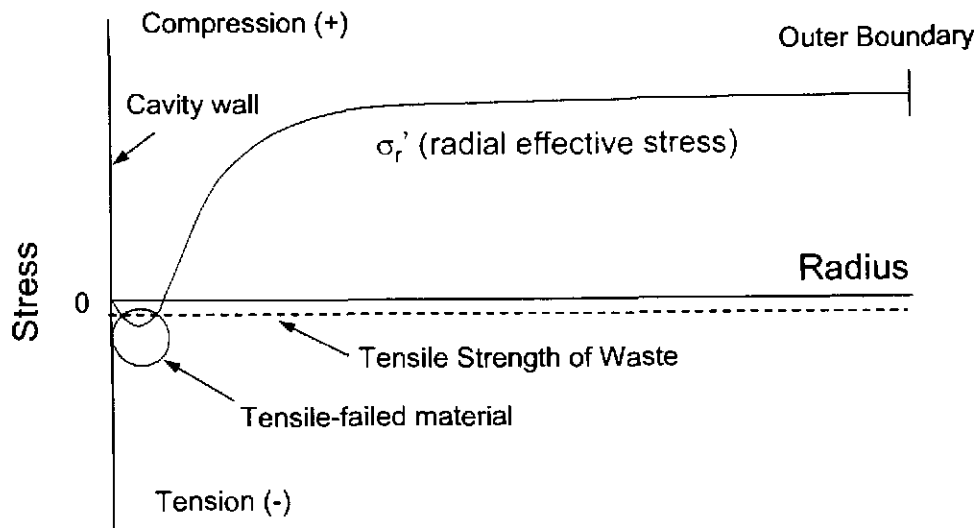 Compression (+)
Outer Boundary
Cavity wall
σr’ (radial effective stress)
Stress
0
Radius
Tensile Strength of Waste
Tensile-failed material
Tension (-)